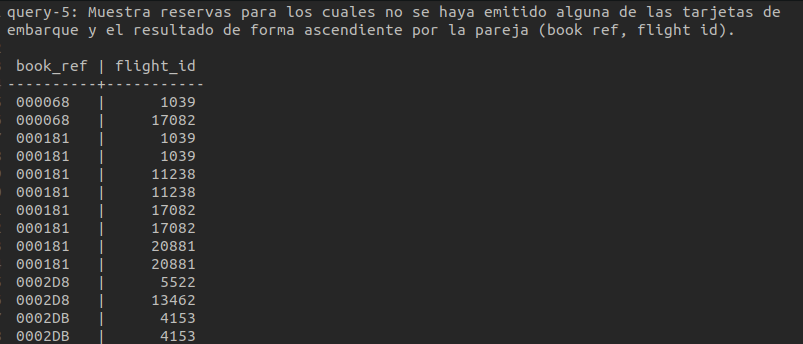 query-5: Muestra reservas para los cuales no se haya emitido alguna de las tarjetas de
embarque y el resultado de forma ascendiente por la pareja (book ref, flight id).
book_ref | flight_id
----------+-----------
000068 | 1039
000068 | 17082
000181 | 1039
000181 | 1039
000181 | 11238
000181 | 11238
000181 | 17082
000181 | 17082
000181 | 20881
000181 | 20881
0002D8 | 5522
0002D8 | 13462
0002DB | 4153
0002DB | 4153